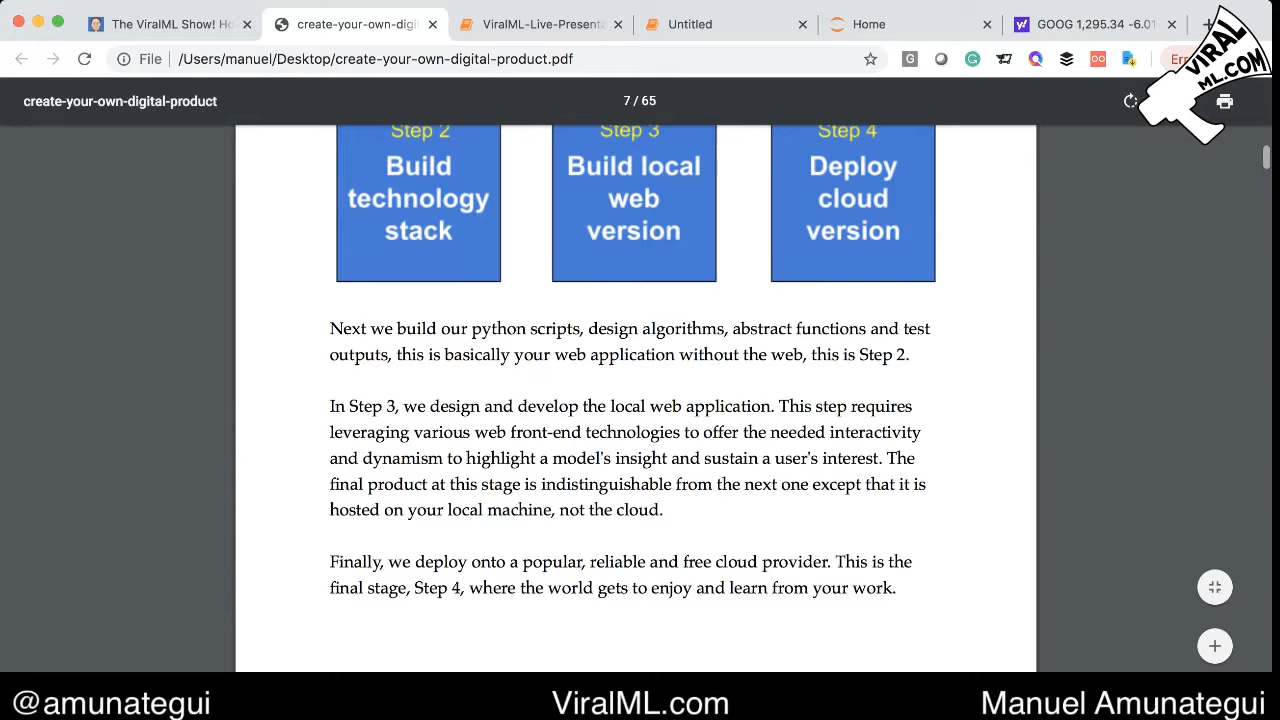 The ViralML Show! Ho
create-your-own-digi
ViralML-Live-Presenta
Untitled
Home
GOOG 1,295.34 -6.01
File
/Users/manuel/Desktop/create-your-own-digital-product.pdf
VIRAL
ML.COM
create-your-own-digital-product
7 / 65
Step 2
Build
technology
stack
Step 3
Build local
web
version
Step 4
Deploy
cloud
version
Next we build our python scripts, design algorithms, abstract functions and test
outputs, this is basically your web application without the web, this is Step 2.
In Step 3, we design and develop the local web application. This step requires
leveraging various web front-end technologies to offer the needed interactivity
and dynamism to highlight a model's insight and sustain a user's interest. The
final product at this stage is indistinguishable from the next one except that it is
hosted on your local machine, not the cloud.
Finally, we deploy onto a popular, reliable and free cloud provider. This is the
final stage, Step 4, where the world gets to enjoy and learn from your work.
@amunategui
ViralML.com
Manuel Amunategui